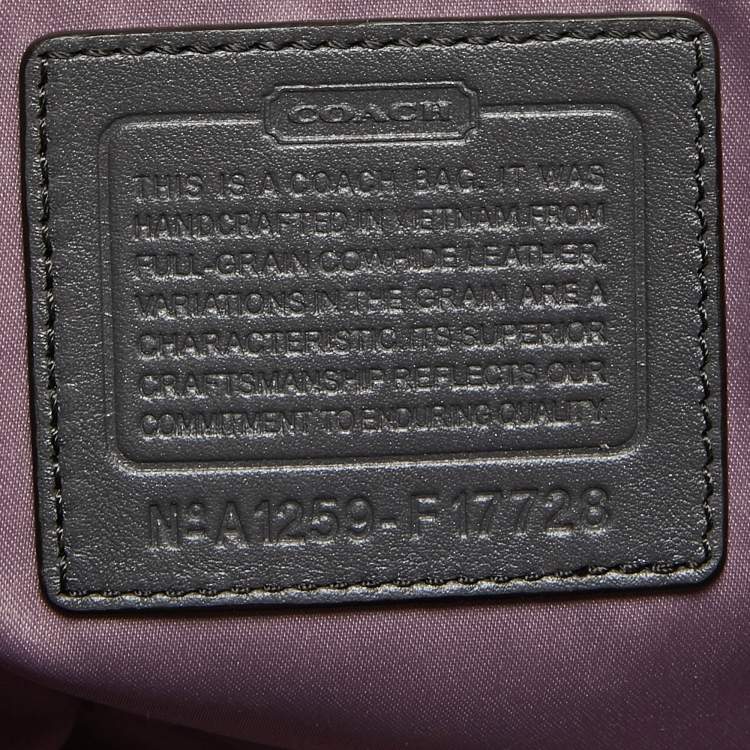 COACH
THIS IS A COACH BAG. IT WAS
HANDCRAFTED IN VIETNAM FROM
FULL-GRAIN COWHIDE LEATHER.
VARIATIONS IN THE GRAIN ARE A
CHARACTERISTIC. ITS SUPERIOR
CRAFTSMANSHIP REFLECTS OUR
COMMITMENT TO ENDURING QUALITY.
Nº A1259-F17728